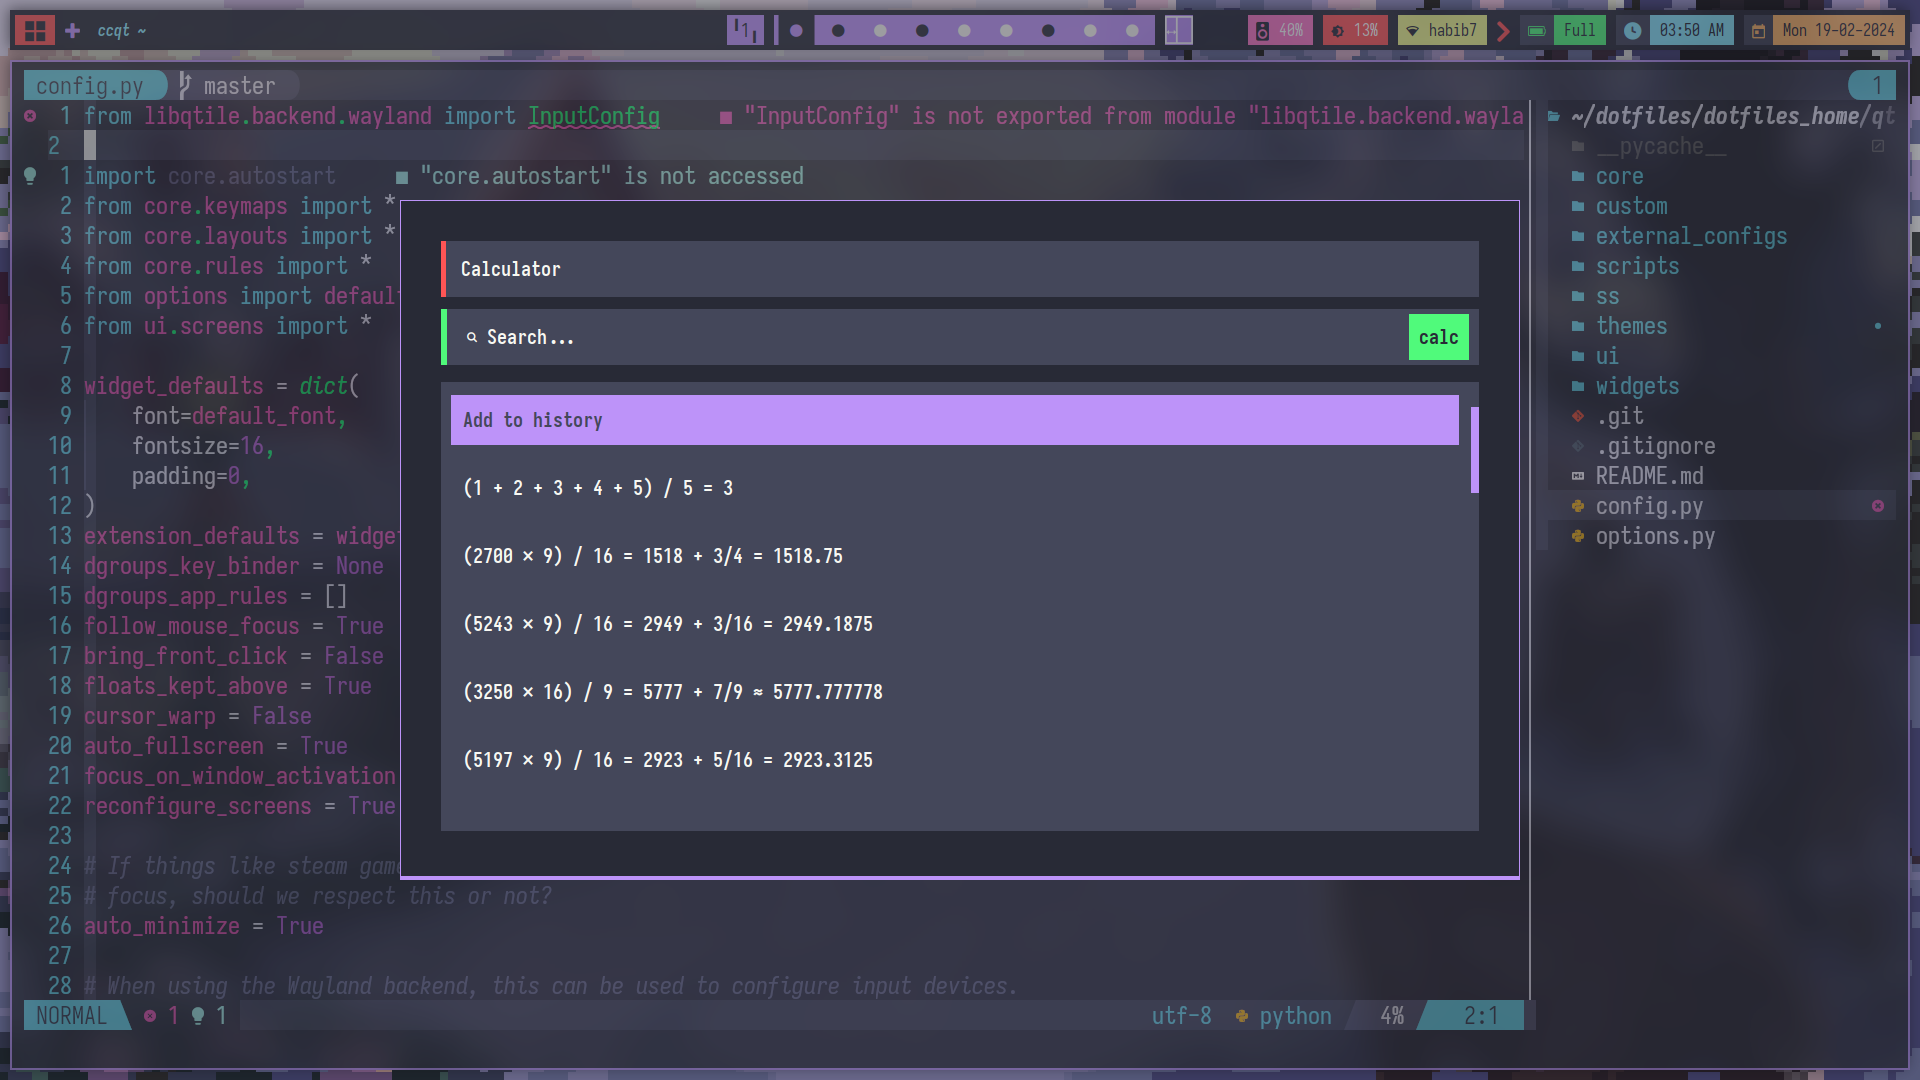 ccqt ~
1
40%
13%
habib7
Full
03:50 AM
Mon 19-02-2024
config.py
master
1
1 from libqtile.backend.wayland import InputConfig ■ "InputConfig" is not exported from module "libqtile.backend.wayla
2
1 import core.autostart ■ "core.autostart" is not accessed
2 from core.keymaps import *
3 from core.layouts import *
4 from core.rules import *
5 from options import defaul
6 from ui.screens import *
7
8 widget_defaults = dict(
9 font=default_font,
10 fontsize=16,
11 padding=0,
12 )
13 extension_defaults = widge
14 dgroups_key_binder = None
15 dgroups_app_rules = []
16 follow_mouse_focus = True
17 bring_front_click = False
18 floats_kept_above = True
19 cursor_warp = False
20 auto_fullscreen = True
21 focus_on_window_activation
22 reconfigure_screens = True
23
24 # If things like steam gam
25 # focus, should we respect this or not?
26 auto_minimize = True
27
28 # When using the Wayland backend, this can be used to configure input devices.
NORMAL
1
1
utf-8
python
4%
2:1
Calculator
Search...
calc
Add to history
(1 + 2 + 3 + 4 + 5) / 5 = 3
(2700 × 9) / 16 = 1518 + 3/4 = 1518.75
(5243 × 9) / 16 = 2949 + 3/16 = 2949.1875
(3250 × 16) / 9 = 5777 + 7/9 ≈ 5777.777778
(5197 × 9) / 16 = 2923 + 5/16 = 2923.3125
~/dotfiles/dotfiles_home/qt
__pycache__
core
custom
external_configs
scripts
ss
themes
ui
widgets
.git
.gitignore
README.md
config.py
options.py